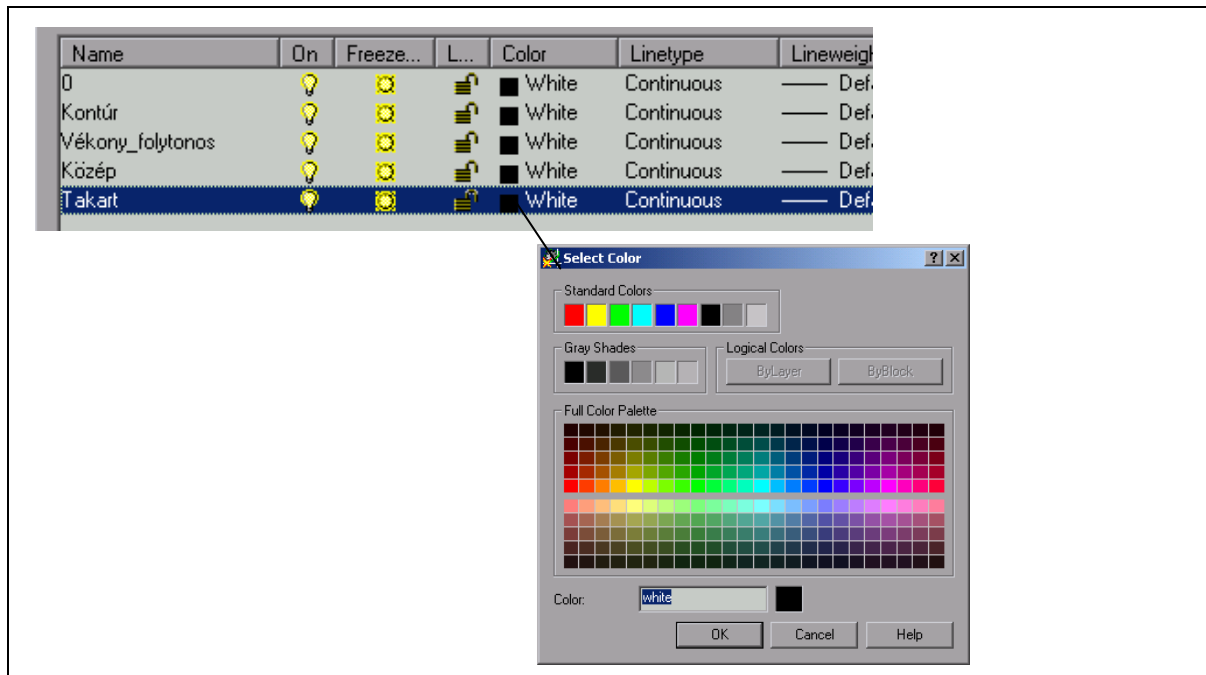 Name On Freeze... L... Color Linetype Lineweigh
0 White Continuous Def
Kontúr White Continuous Def
Vékony_folytonos White Continuous Def
Közép White Continuous Def
Takart White Continuous Def
Select Color
Standard Colors
Gray Shades Logical Colors
ByLayer ByBlock
Full Color Palette
Color: white
OK Cancel Help